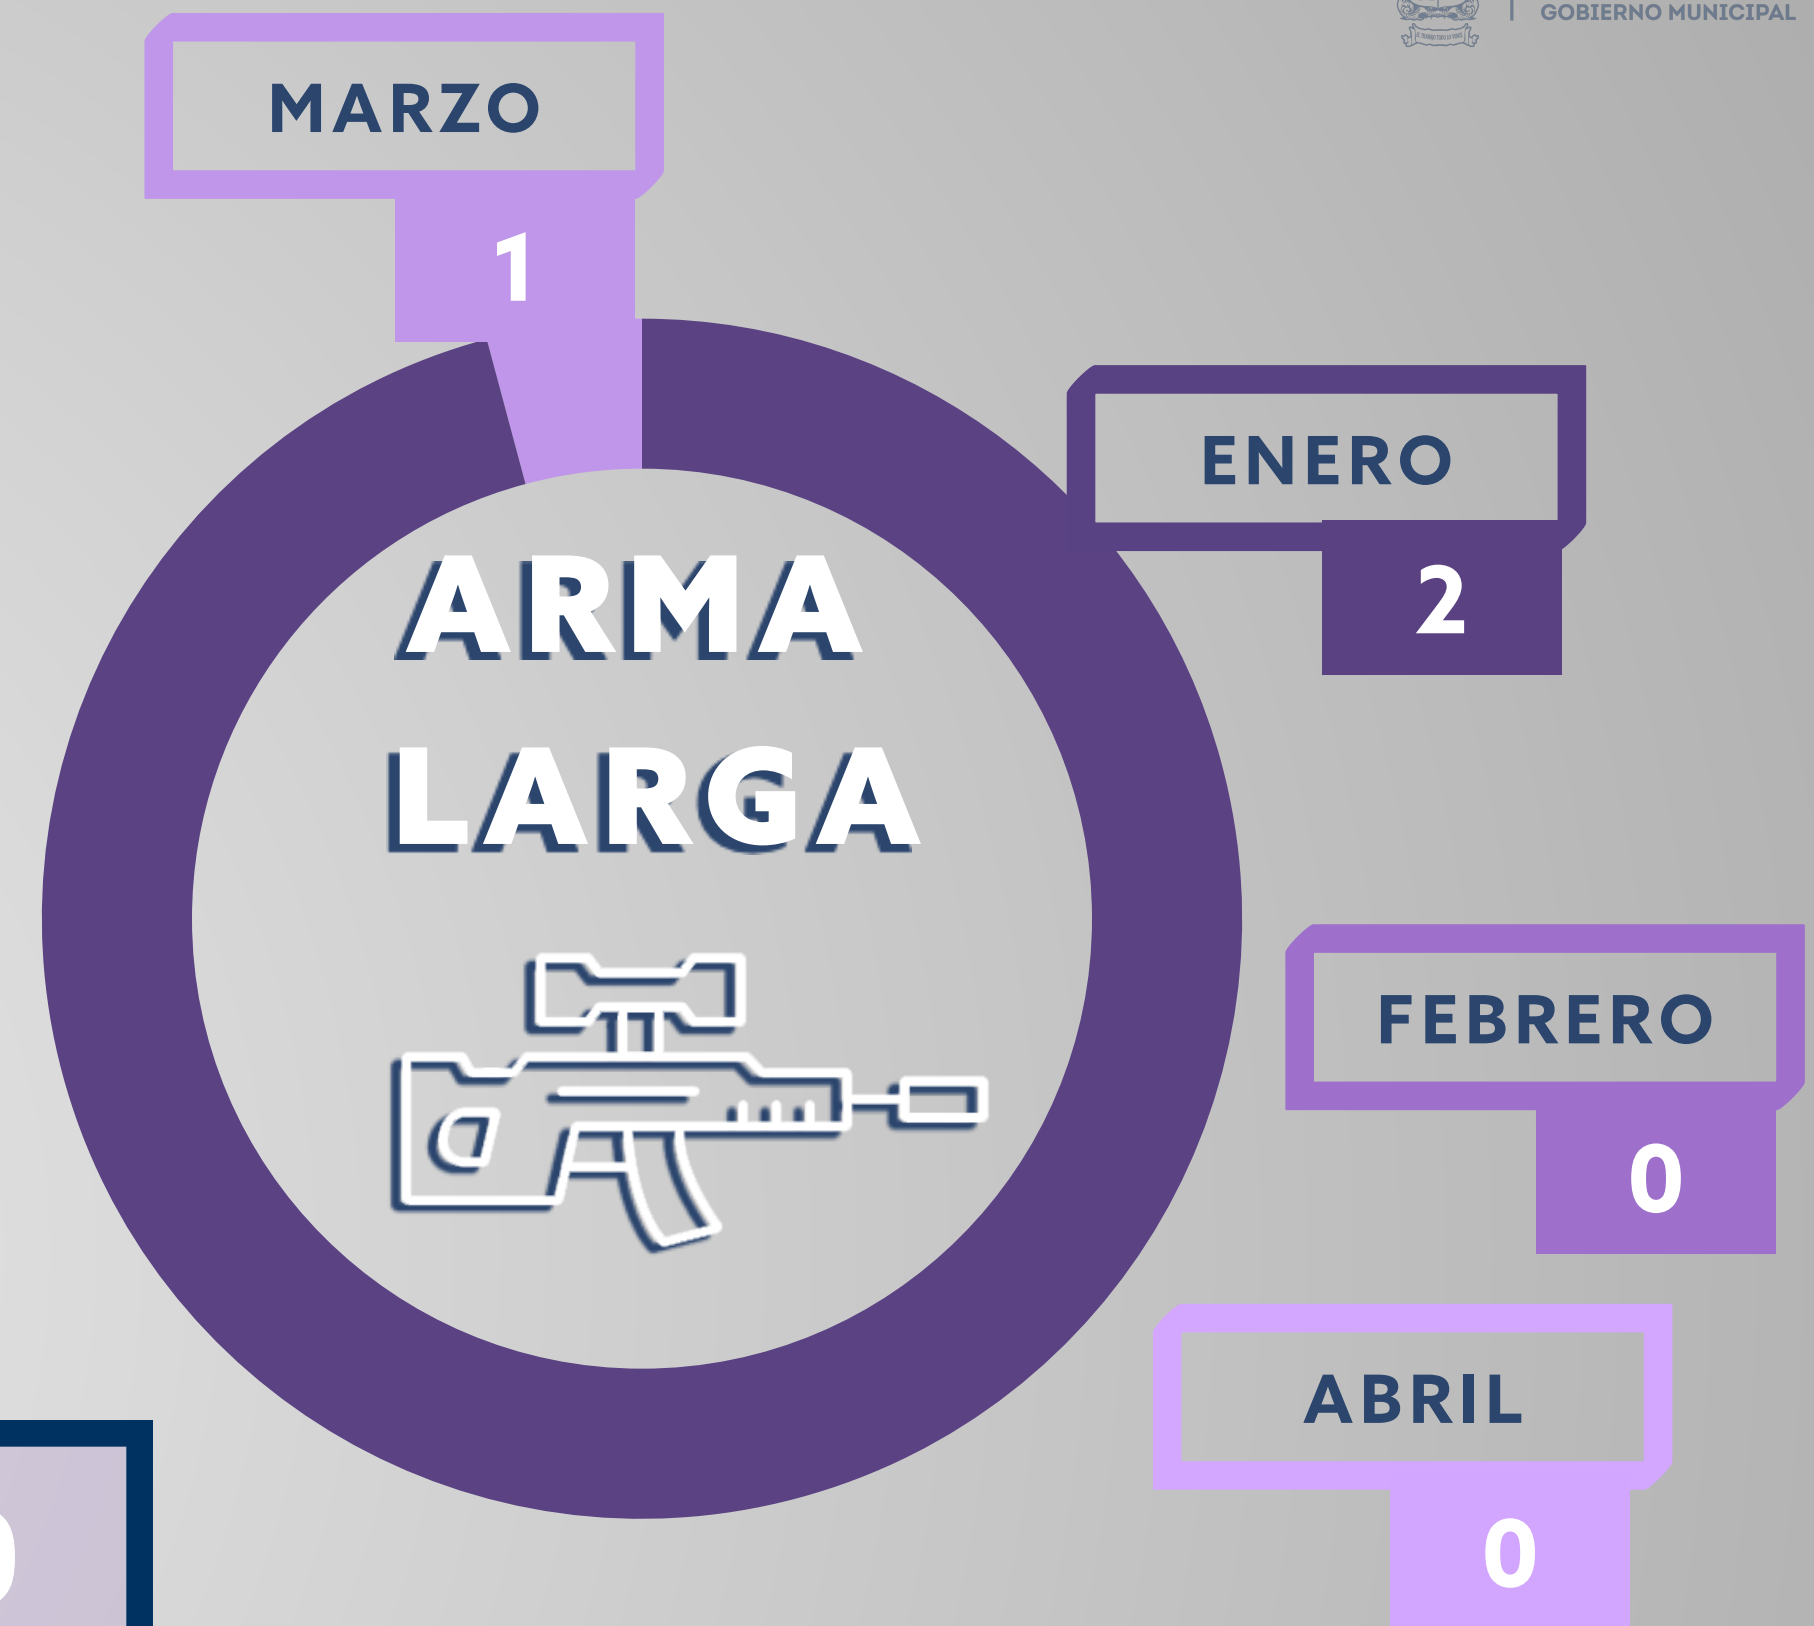 GOBIERNO MUNICIPAL
MARZO
1
ENERO
2
ARMA
LARGA
FEBRERO
0
ABRIL
0